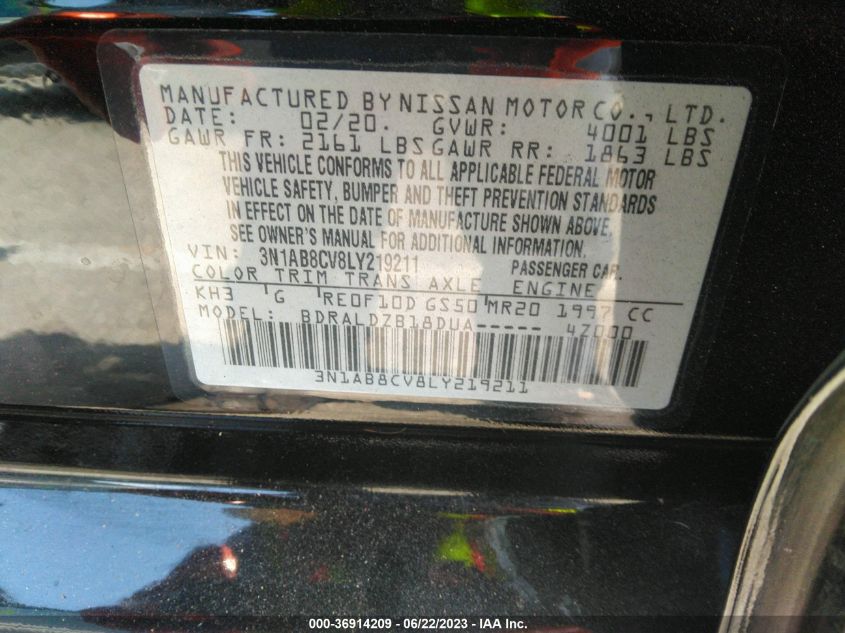 MANUFACTURED BY NISSAN MOTOR CO., LTD.
DATE: 02/20. GVWR: 4001 LBS
GAWR FR: 2161 LBS GAWR RR: 1863 LBS
THIS VEHICLE CONFORMS TO ALL APPLICABLE FEDERAL MOTOR
VEHICLE SAFETY, BUMPER AND THEFT PREVENTION STANDARDS
IN EFFECT ON THE DATE OF MANUFACTURE SHOWN ABOVE.
SEE OWNER'S MANUAL FOR ADDITIONAL INFORMATION.
VIN: 3N1AB8CV8LY219211 PASSENGER CAR.
COLOR TRIM TRANS AXLE ENGINE
KH3 G RE0F10D GS50 MR20 1997 CC
MODEL: BDRALDZB18DUA----- 4Z000
3N1AB8CV8LY219211
000-36914209 - 06/22/2023 - IAA Inc.